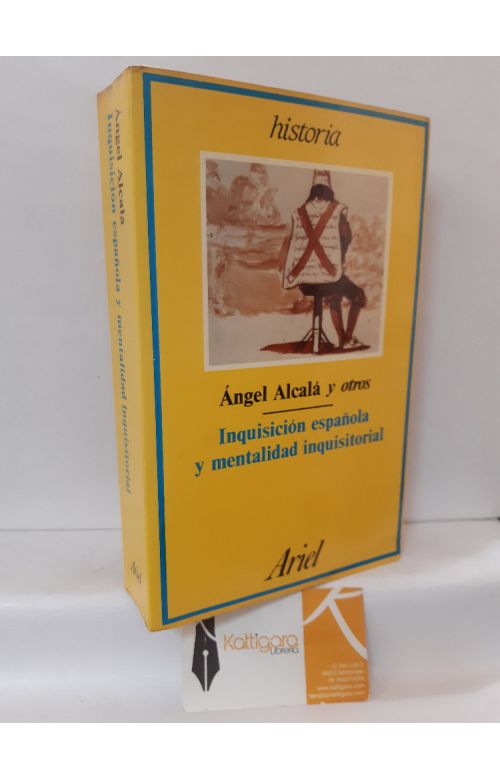 historia
Ángel Alcalá y otros
Inquisición española
y mentalidad inquisitorial
Ariel
Ángel Alcalá
Inquisición española y mentalidad inquisitorial
Ariel
Kattigara
Librería